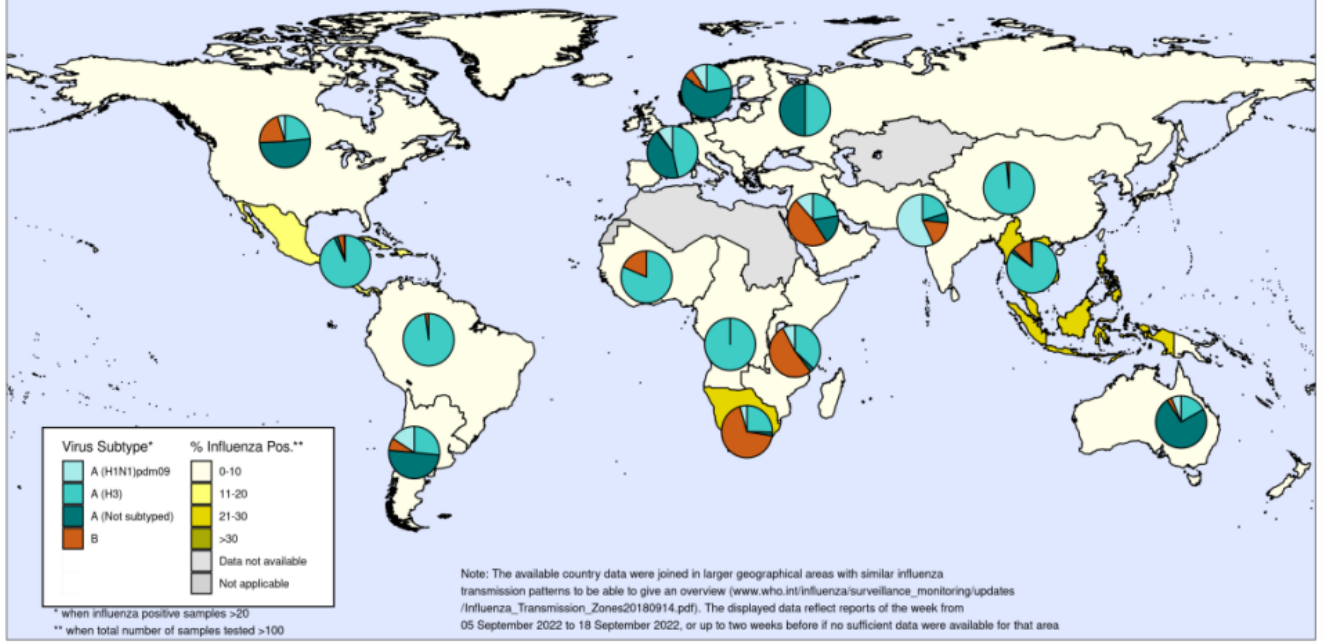 Virus Subtype*
A (H1N1)pdm09
A (H3)
A (Not subtyped)
B
% Influenza Pos.**
0-10
11-20
21-30
>30
Data not available
Not applicable
* when influenza positive samples >20
** when total number of samples tested >100
Note: The available country data were joined in larger geographical areas with similar influenza
transmission patterns to be able to give an overview (www.who.int/influenza/surveillance_monitoring/updates
/Influenza_Transmission_Zones20180914.pdf). The displayed data reflect reports of the week from
05 September 2022 to 18 September 2022, or up to two weeks before if no sufficient data were available for that area